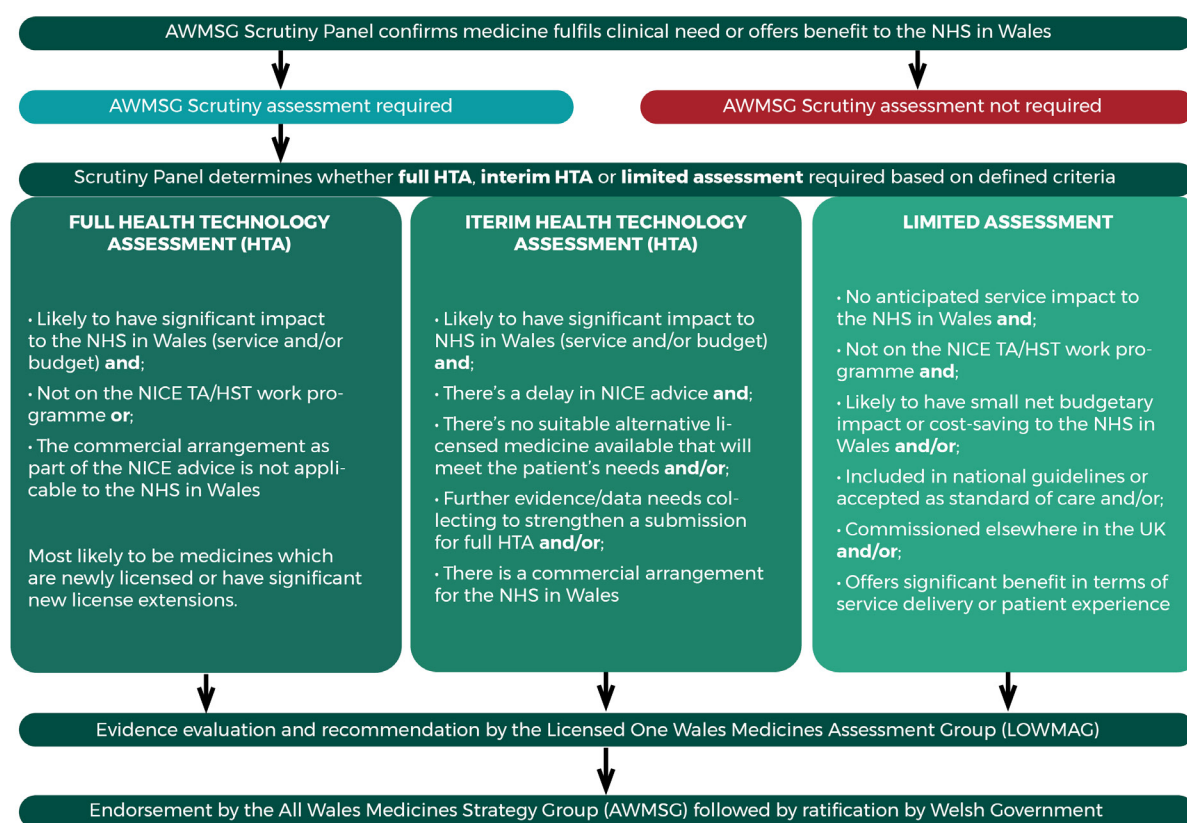 AWMSG Scrutiny Panel confirms medicine fulfils clinical need or offers benefit to the NHS in Wales
AWMSG Scrutiny assessment required
AWMSG Scrutiny assessment not required
Scrutiny Panel determines whether full HTA, interim HTA or limited assessment required based on defined criteria
FULL HEALTH TECHNOLOGY
ASSESSMENT (HTA)
• Likely to have significant impact
to the NHS in Wales (service and/or
budget) and;
• Not on the NICE TA/HST work pro-
gramme or;
• The commercial arrangement as
part of the NICE advice is not appli-
cable to the NHS in Wales
Most likely to be medicines which
are newly licensed or have significant
new license extensions.
ITERIM HEALTH TECHNOLOGY
ASSESSMENT (HTA)
• Likely to have significant impact to
NHS in Wales (service and/or budget)
and;
• There’s a delay in NICE advice and;
• There’s no suitable alternative li-
censed medicine available that will
meet the patient’s needs and/or;
• Further evidence/data needs col-
lecting to strengthen a submission
for full HTA and/or;
• There is a commercial arrangement
for the NHS in Wales
LIMITED ASSESSMENT
• No anticipated service impact to
the NHS in Wales and;
• Not on the NICE TA/HST work pro-
gramme and;
• Likely to have small net budgetary
impact or cost-saving to the NHS in
Wales and/or;
• Included in national guidelines or
accepted as standard of care and/or;
• Commissioned elsewhere in the UK
and/or;
• Offers significant benefit in terms of
service delivery or patient experience
Evidence evaluation and recommendation by the Licensed One Wales Medicines Assessment Group (LOWMAG)
Endorsement by the All Wales Medicines Strategy Group (AWMSG) followed by ratification by Welsh Government